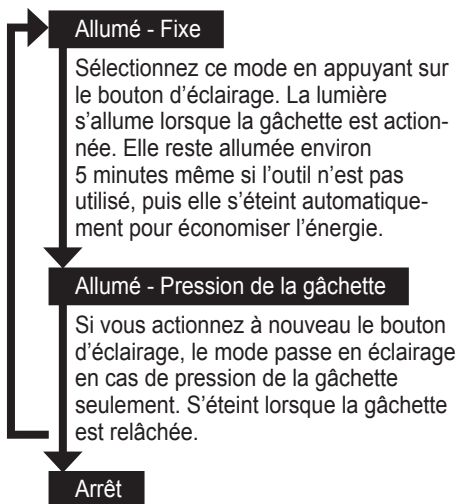 Allumé - Fixe
Sélectionnez ce mode en appuyant sur
le bouton d’éclairage. La lumière
s’allume lorsque la gâchette est action-
née. Elle reste allumée environ
5 minutes même si l’outil n’est pas
utilisé, puis elle s’éteint automatique-
ment pour économiser l’énergie.
Allumé - Pression de la gâchette
Si vous actionnez à nouveau le bouton
d’éclairage, le mode passe en éclairage
en cas de pression de la gâchette
seulement. S’éteint lorsque la gâchette
est relâchée.
Arrêt